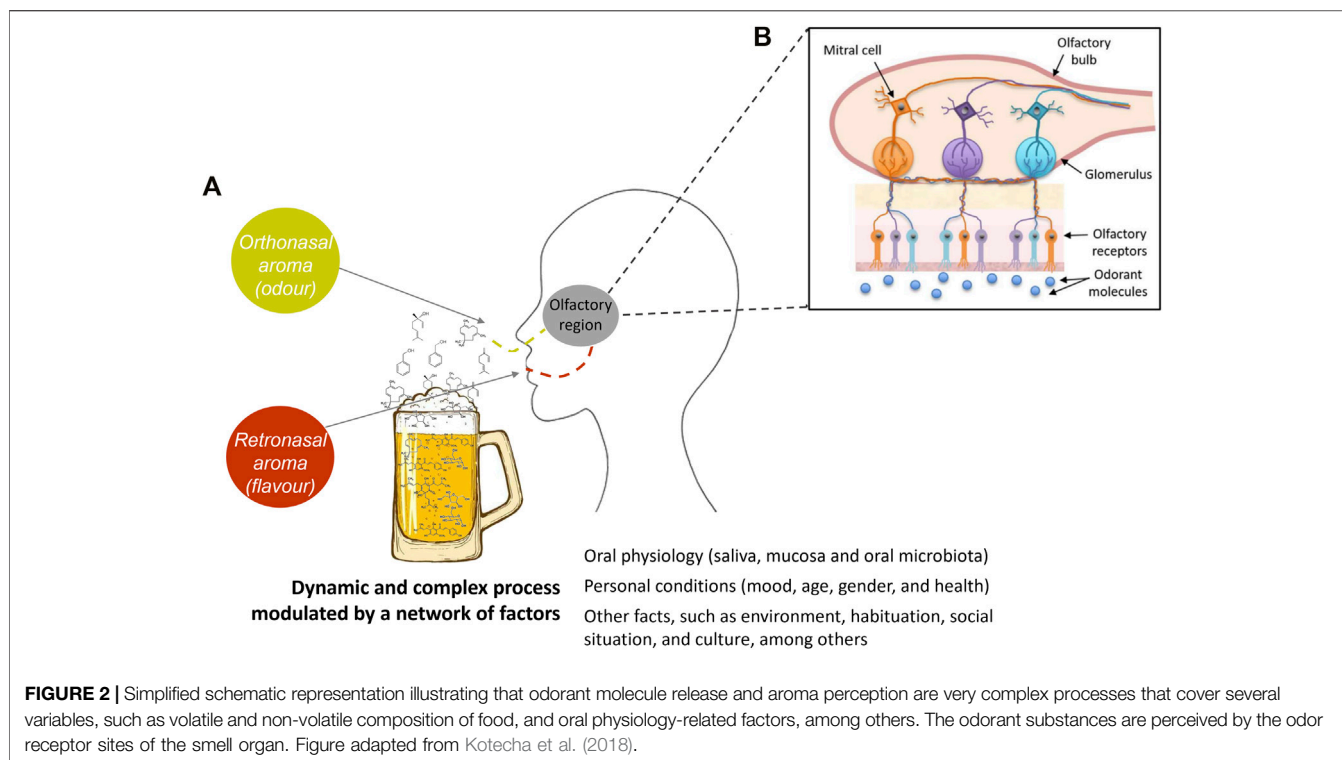 A
Orthonasal
aroma
(odour)
Retronasal
aroma
(flavour)
Olfactory
region
B
Mitral cell
Olfactory
bulb
Glomerulus
Olfactory
receptors
Odorant
molecules
Dynamic and complex process
modulated by a network of factors
Oral physiology (saliva, mucosa and oral microbiota)
Personal conditions (mood, age, gender, and health)
Other facts, such as environment, habituation, social
situation, and culture, among others
FIGURE 2 | Simplified schematic representation illustrating that odorant molecule release and aroma perception are very complex processes that cover several
variables, such as volatile and non-volatile composition of food, and oral physiology-related factors, among others. The odorant substances are perceived by the odor
receptor sites of the smell organ. Figure adapted from Kotecha et al. (2018).